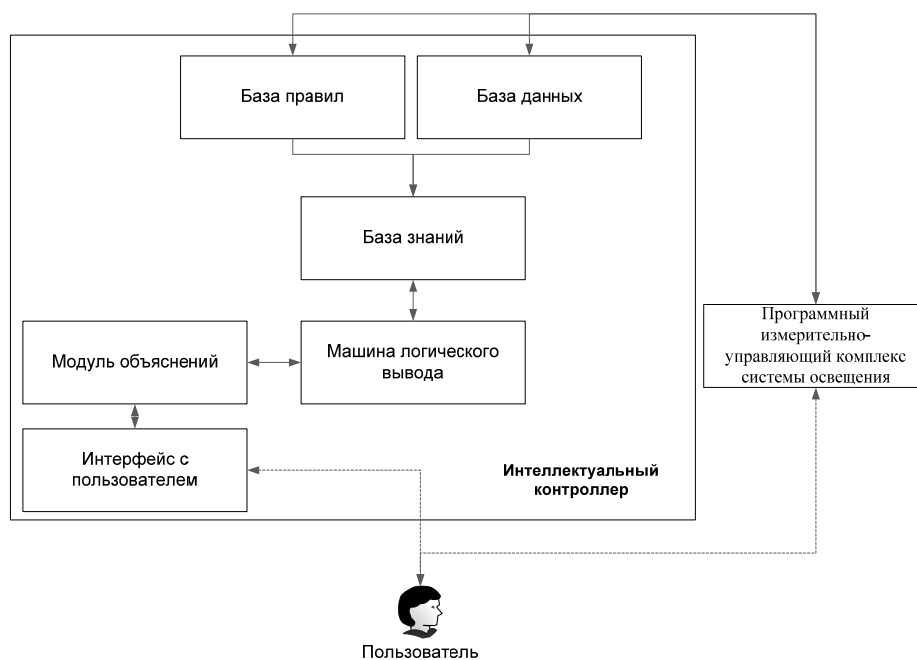 База правил
База данных
База знаний
Модуль объяснений
Машина логического
вывода
Программный
измерительно-
управляющий комплекс
системы освещения
Интерфейс с
пользователем
Интеллектуальный
контроллер
Пользователь